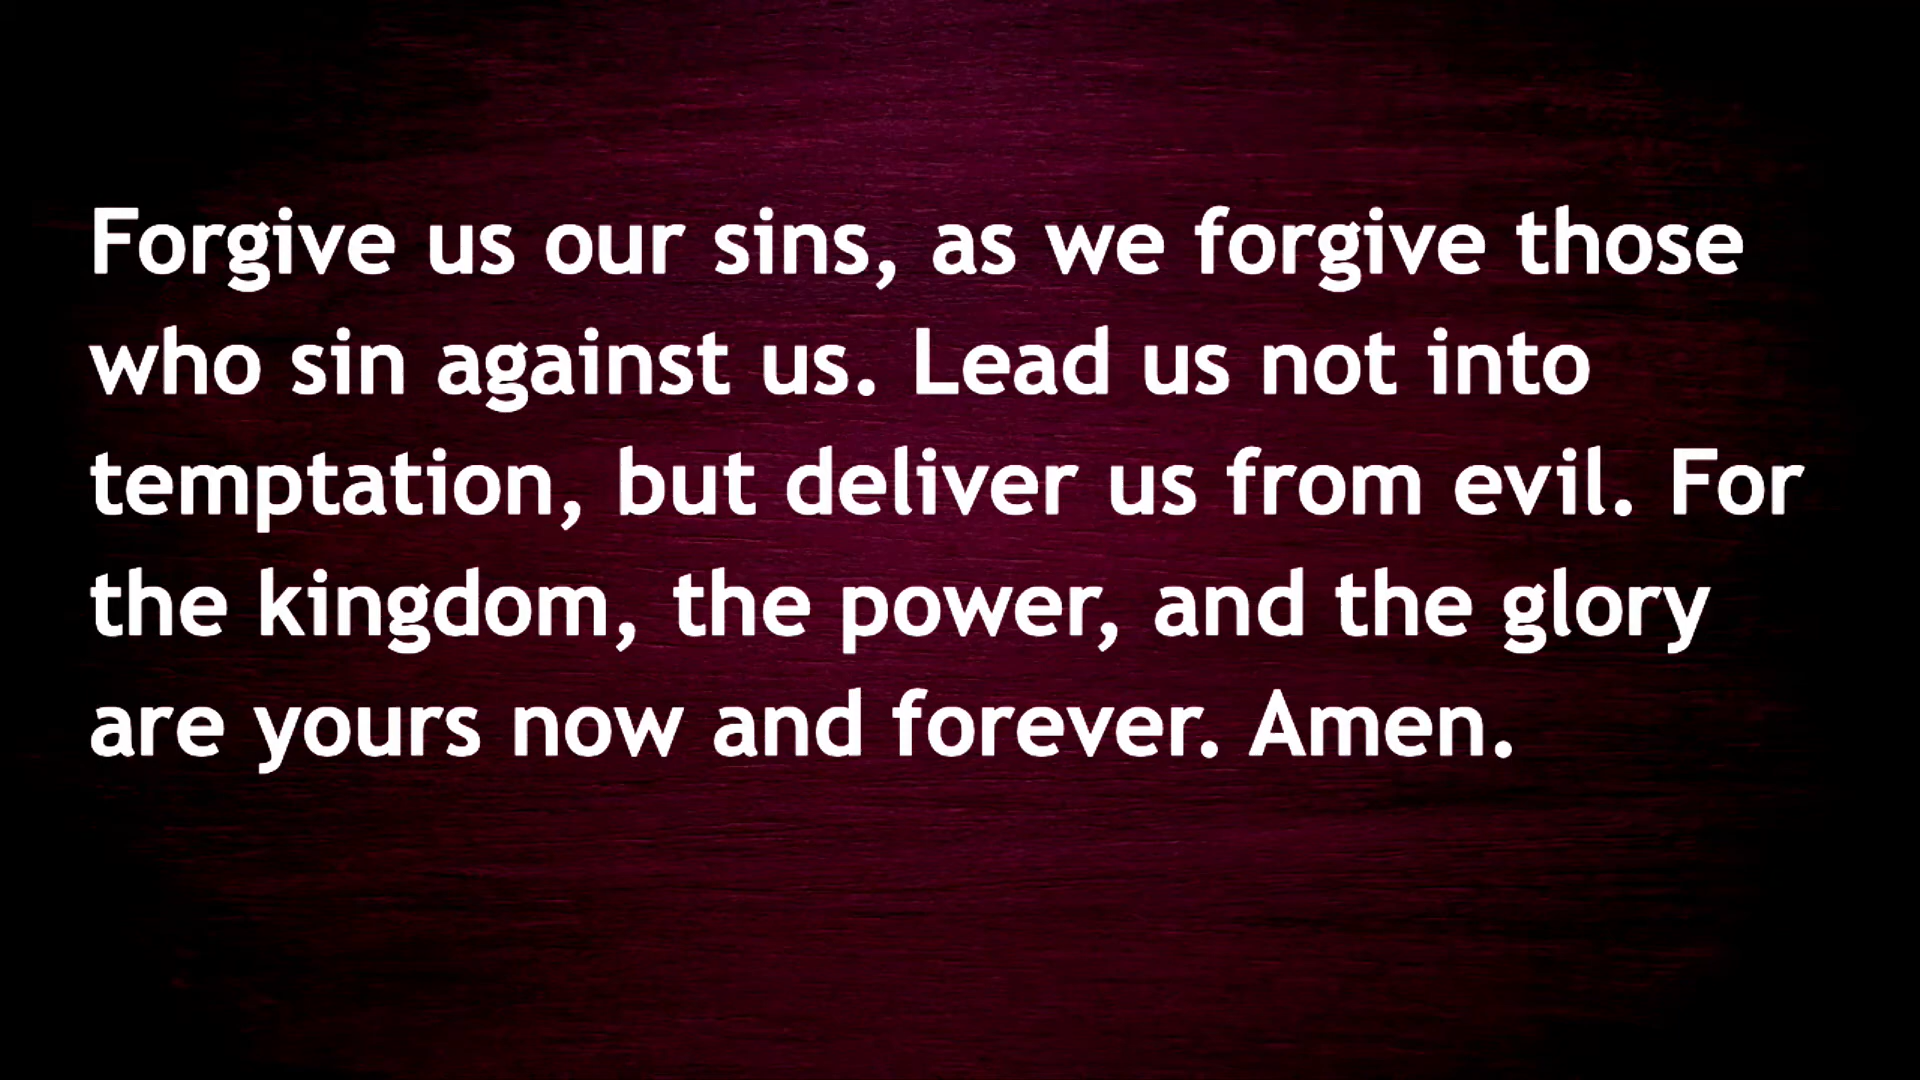 Forgive us our sins, as we forgive those
who sin against us. Lead us not into
temptation, but deliver us from evil. For
the kingdom, the power, and the glory
are yours now and forever. Amen.